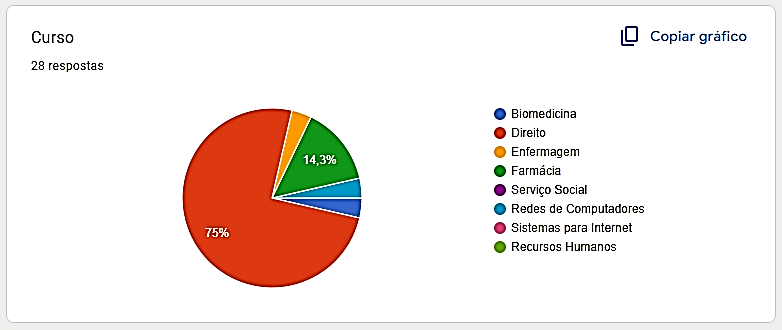 Curso
Copiar gráfico
28 respostas
14,3%
75%
Biomedicina
Direito
Enfermagem
Farmácia
Serviço Social
Redes de Computadores
Sistemas para Internet
Recursos Humanos